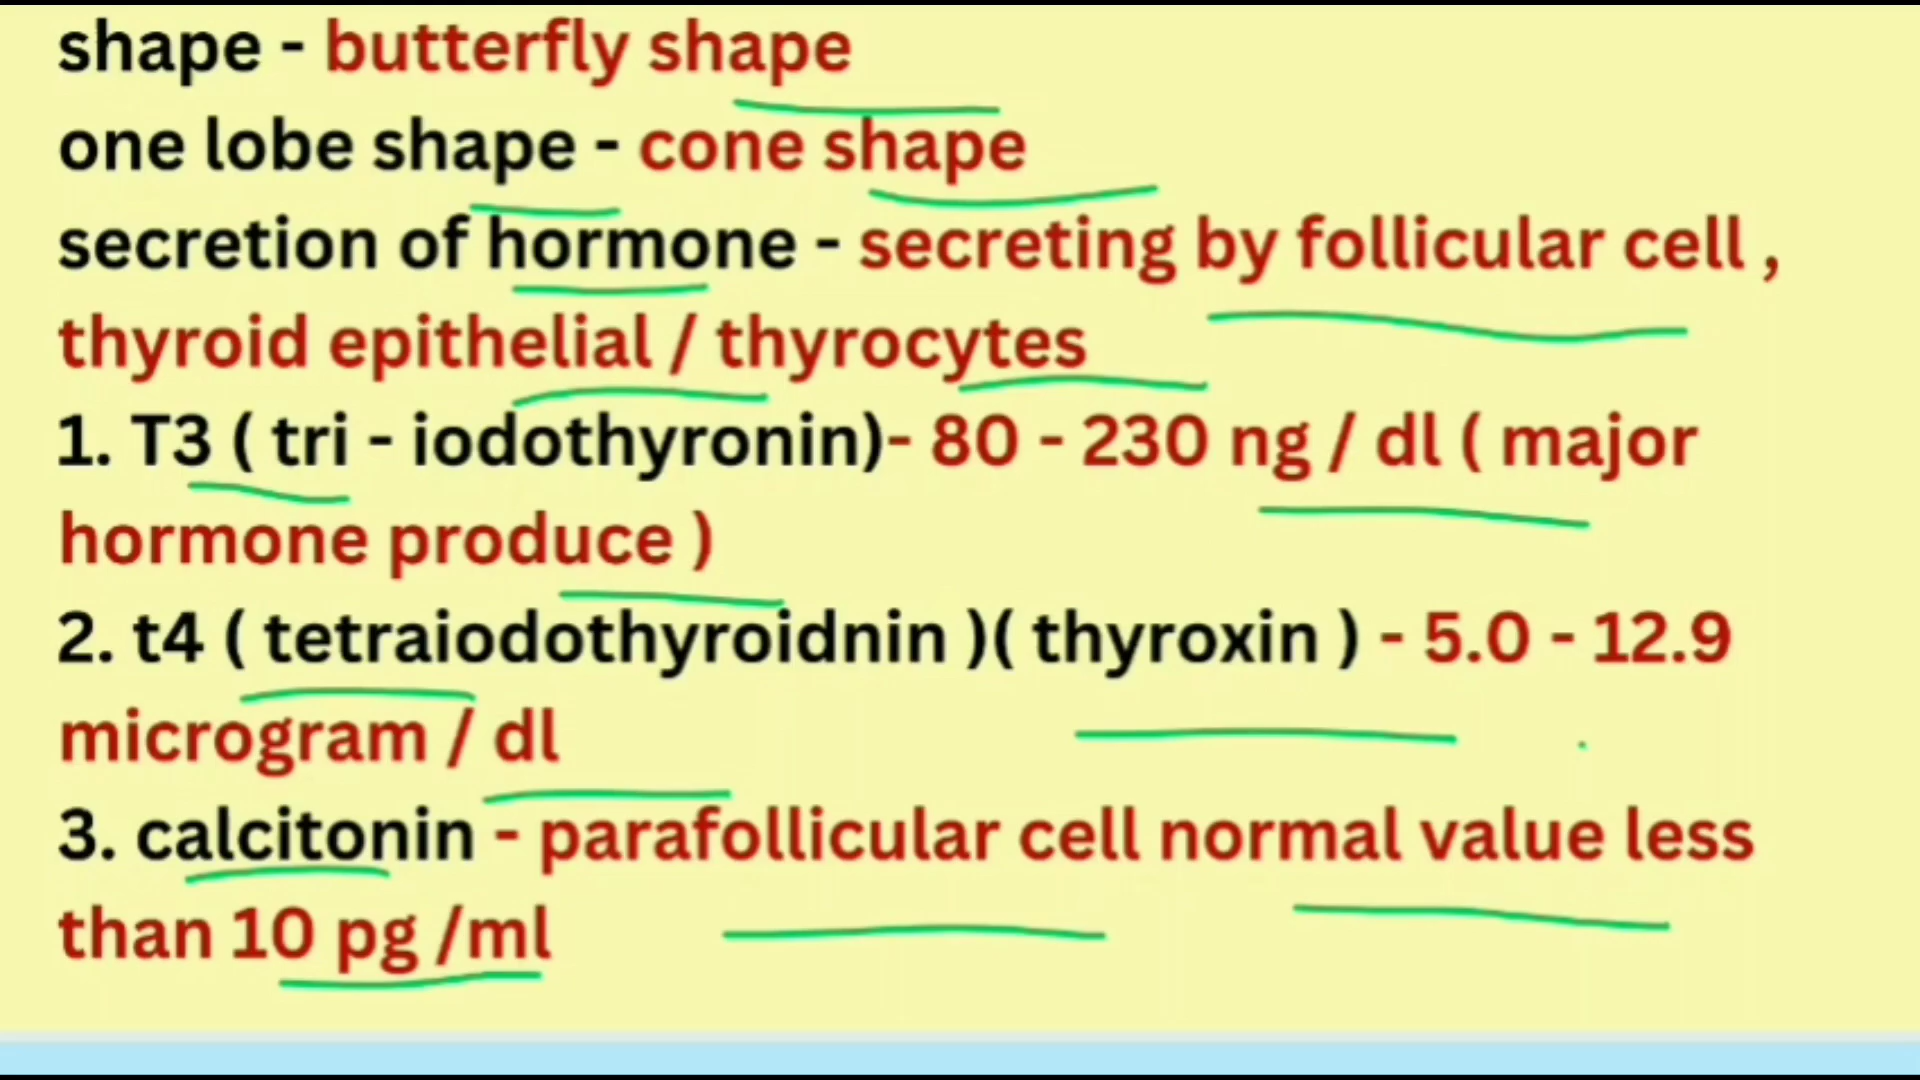 shape - butterfly shape
one lobe shape - cone shape
secretion of hormone - secreting by follicular cell ,
thyroid epithelial / thyrocytes
1. T3 ( tri - iodothyronin)- 80 - 230 ng / dl ( major
hormone produce )
2. t4 ( tetraiodothyroidnin )( thyroxin ) - 5.0 - 12.9
microgram / dl
3. calcitonin - parafollicular cell normal value less
than 10 pg /ml